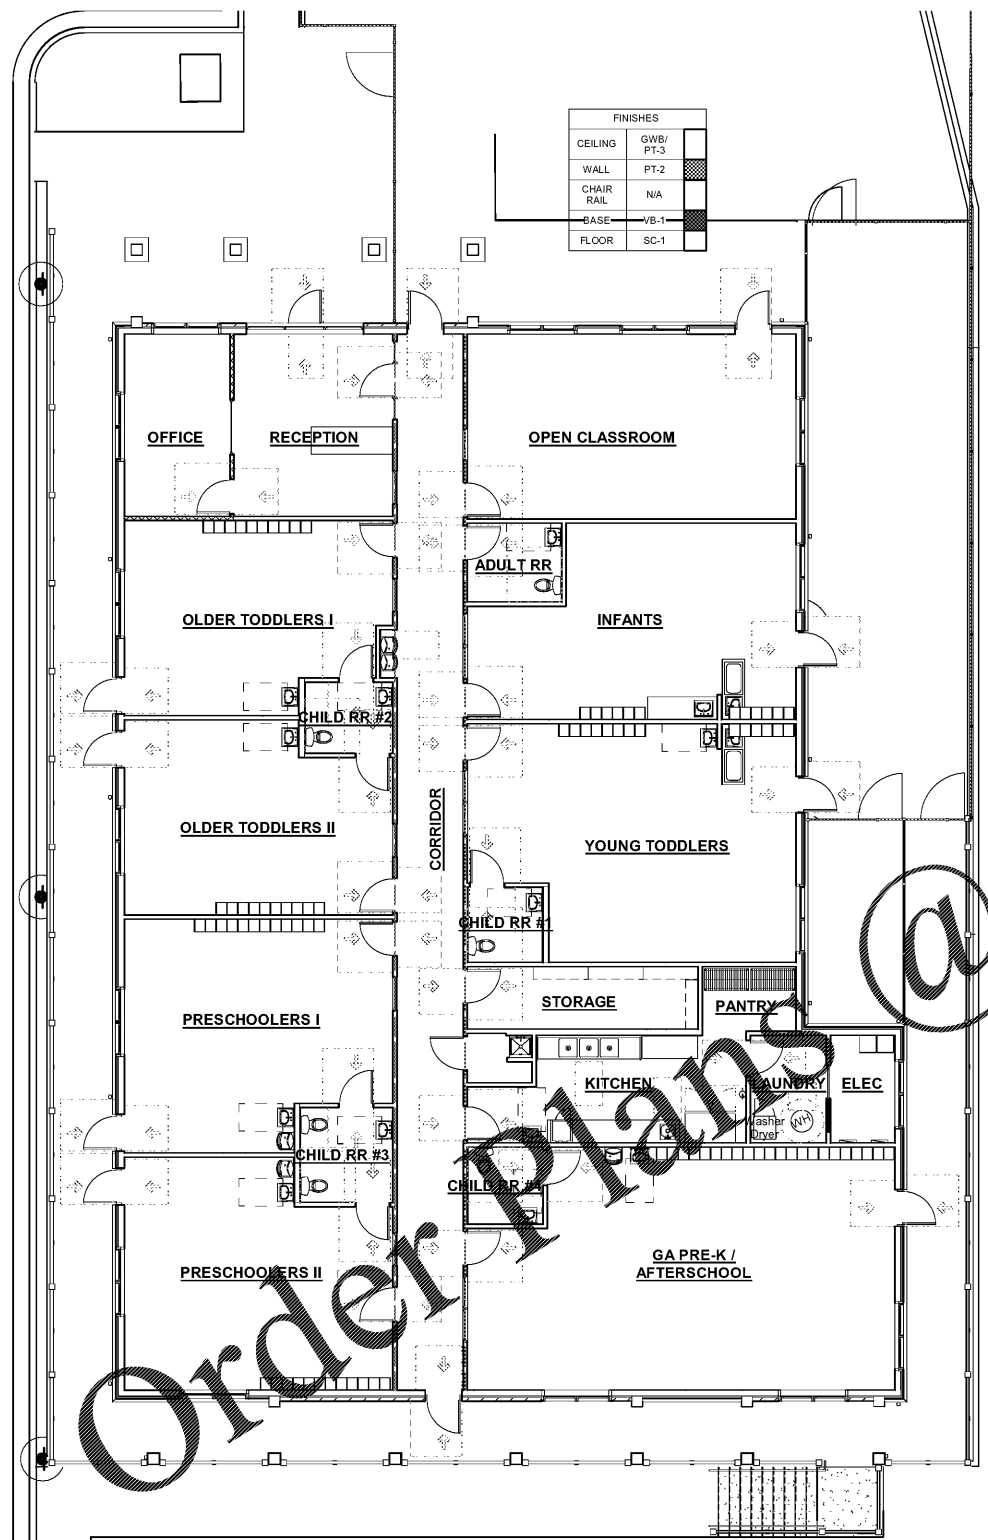 FINISHES
CEILING GWB/ PT-3
WALL PT-2
CHAIR RAIL N/A
BASE VB-1
FLOOR SC-1
OFFICE
RECEPTION
OPEN CLASSROOM
ADULT RR
OLDER TODDLERS I
INFANTS
CHILD RR #2
OLDER TODDLERS II
CORRIDOR
YOUNG TODDLERS
CHILD RR #1
STORAGE
PANTRY
PRESCHOOLERS I
KITCHEN
LAUNDRY
ELEC
Washer
Dryer
WH
CHILD RR #3
CHILD RR #4
PRESCHOOLERS II
GA PRE-K /
AFTERSCHOOL
Order Plans @